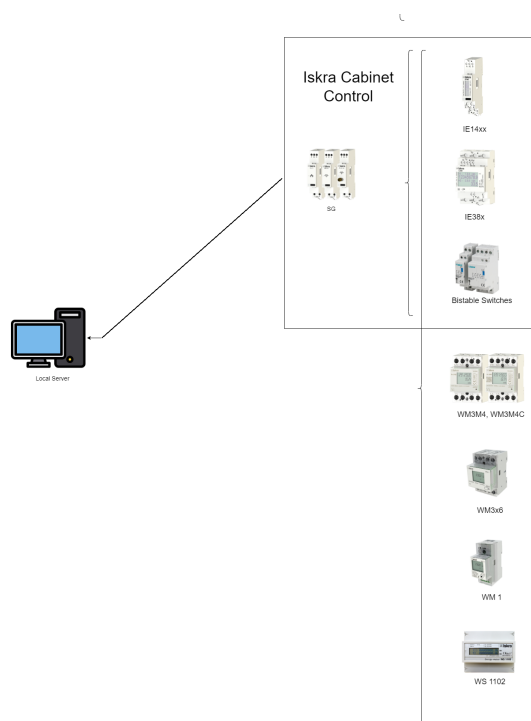 Iskra Cabinet
Control
SG
IE14xx
IE38x
Bistable Switches
Local Server
WM3M4, WM3M4C
WM3x6
WM 1
WS 1102